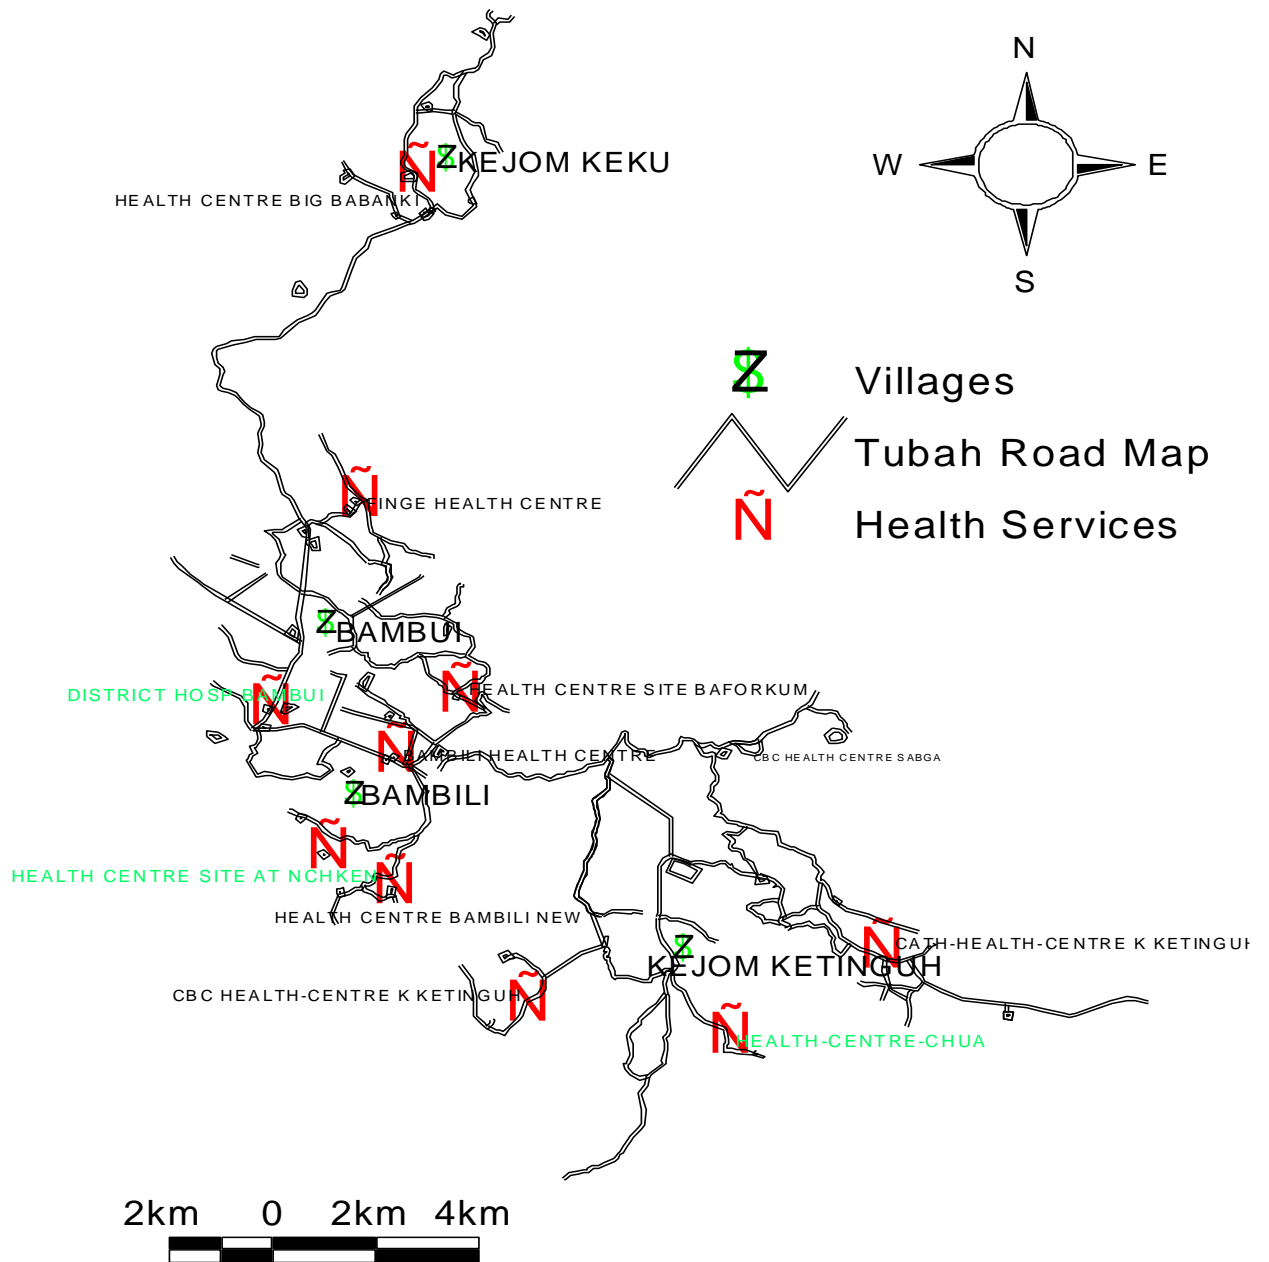 N
W
E
S
KEJOM KEKU
HEALTH CENTRE BIG BABANKI
Villages
Tubah Road Map
Health Services
FINGE HEALTH CENTRE
BAMBUI
DISTRICT HOSP BAMBUI
HEALTH CENTRE SITE BAFORKUM
BAMBILI HEALTH CENTRE
CBC HEALTH CENTRE SABGA
BAMBILI
HEALTH CENTRE SITE AT NCHKEN
HEALTH CENTRE BAMBILI NEW
CATH-HEALTH-CENTRE K KETINGUH
KEJOM KETINGUH
CBC HEALTH-CENTRE K KETINGUH
HEALTH-CENTRE-CHUA
2km 0 2km 4km